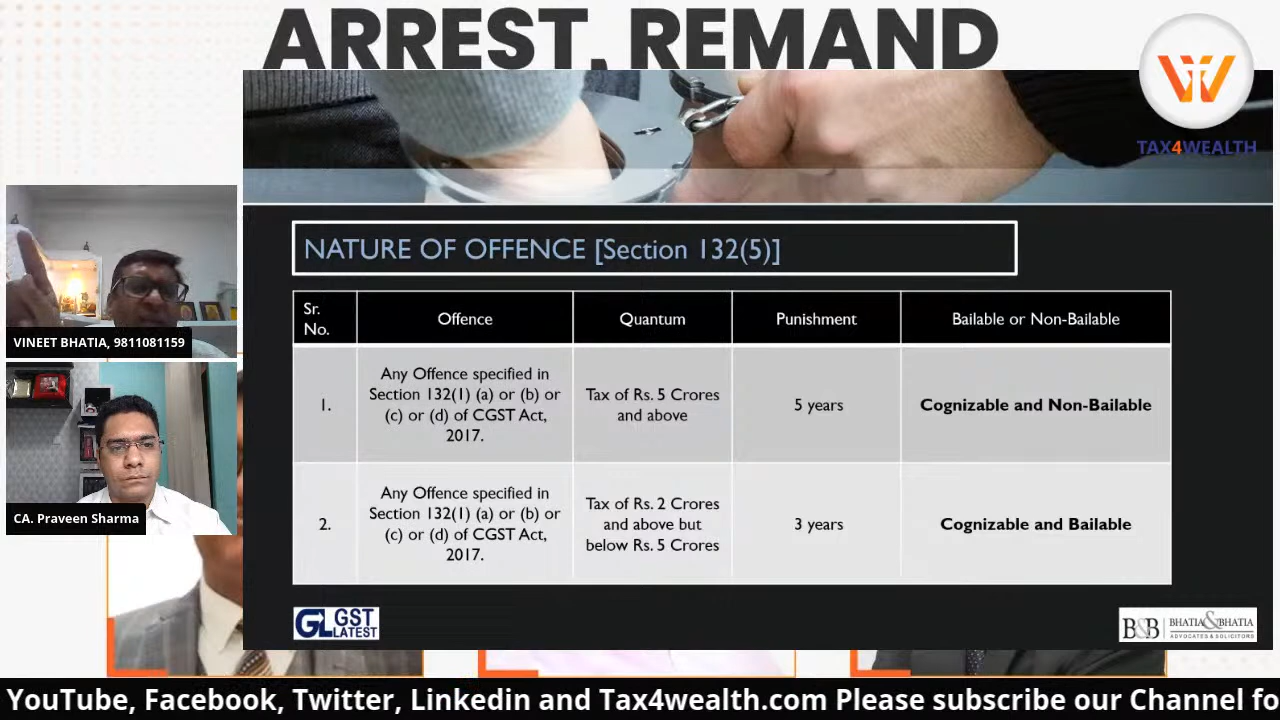 ARREST, REMAND
TAX4WEALTH
NATURE OF OFFENCE [Section 132(5)]
Sr.
No.
Offence
Quantum
Punishment
Bailable or Non-Bailable
1.
Any Offence specified in
Section 132(1) (a) or (b) or
(c) or (d) of CGST Act,
2017.
Tax of Rs. 5 Crores
and above
5 years
Cognizable and Non-Bailable
2.
Any Offence specified in
Section 132(1) (a) or (b) or
(c) or (d) of CGST Act,
2017.
Tax of Rs. 2 Crores
and above but
below Rs. 5 Crores
3 years
Cognizable and Bailable
VINEET BHATIA, 9811081159
CA. Praveen Sharma
GL GST
LATEST
B&B BHATIA&BHATIA
ADVOCATES & SOLICITORS
YouTube, Facebook, Twitter, Linkedin and Tax4wealth.com Please subscribe our Channel fo